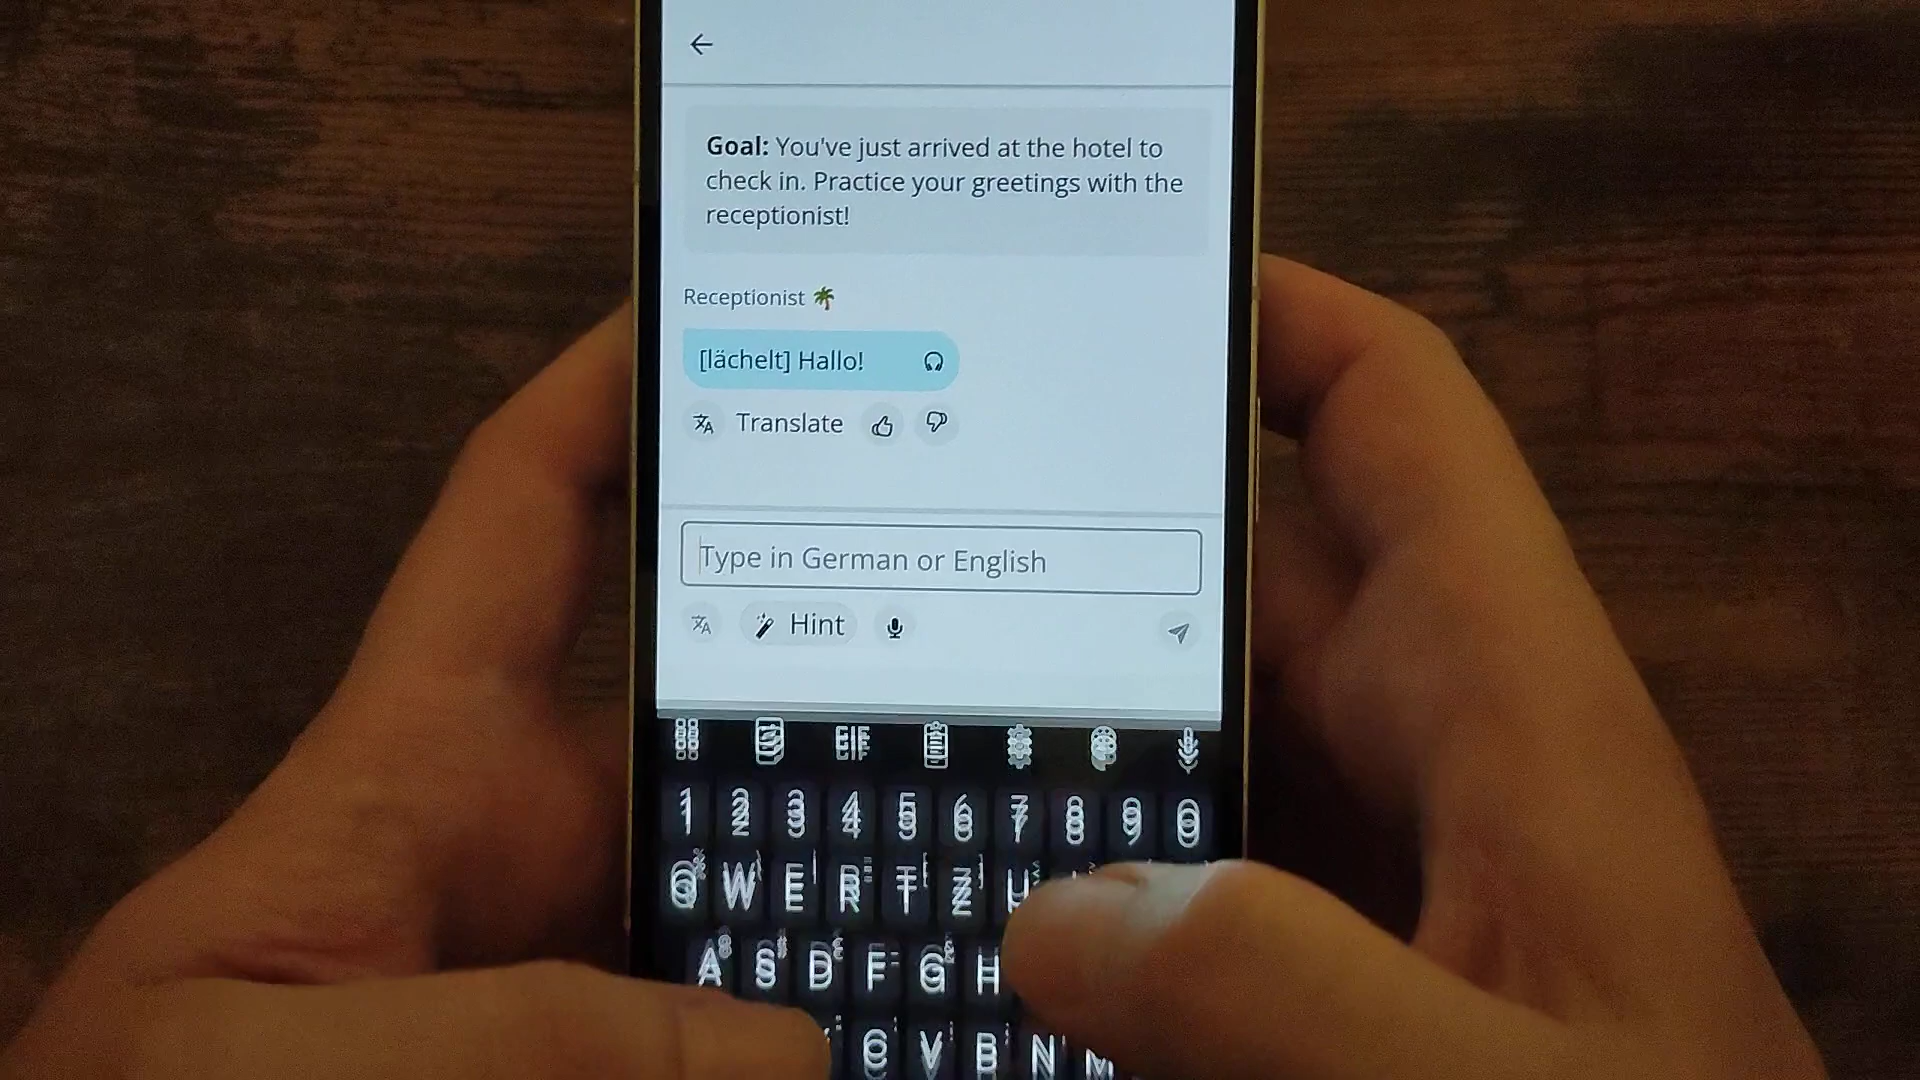 Goal: You've just arrived at the hotel to
check in. Practice your greetings with the
receptionist!
Receptionist 🌴
[lächelt] Hallo!
Translate
Type in German or English
Hint
GIF
1 2 3 4 5 6 7 8 9 0
Q W E R T Z U
A S D F G H
C V B N M